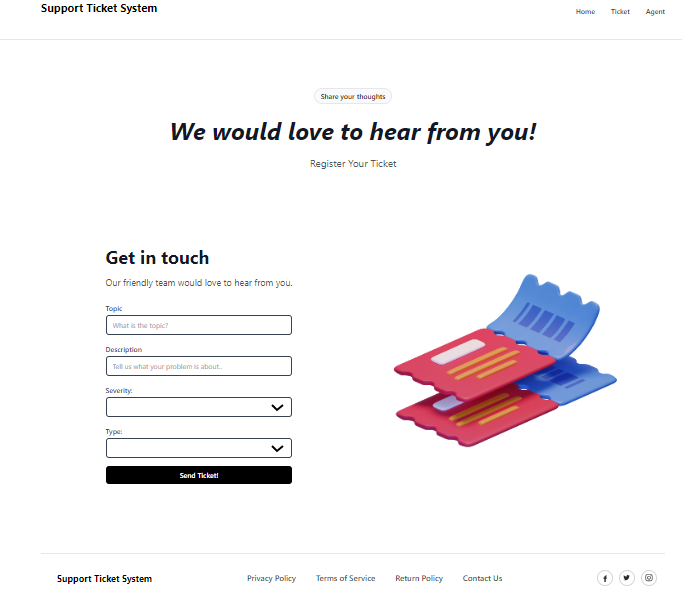 Support Ticket System
Home Ticket Agent
Share your thoughts
We would love to hear from you!
Register Your Ticket
Get in touch
Our friendly team would love to hear from you.
Topic
What is the topic?
Description
Tell us what your problem is about..
Severity:
Type:
Send Ticket!
Support Ticket System
Privacy Policy Terms of Service Return Policy Contact Us